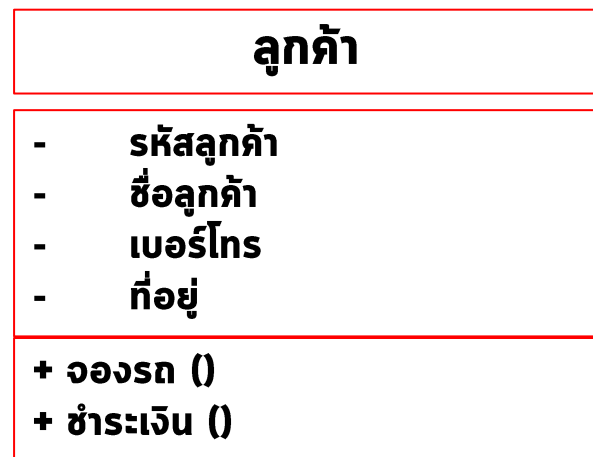 ลูกค้า
- รหัสลูกค้า
- ชื่อลูกค้า
- เบอร์โทร
- ที่อยู่
+ จองรถ ()
+ ชำระเงิน ()